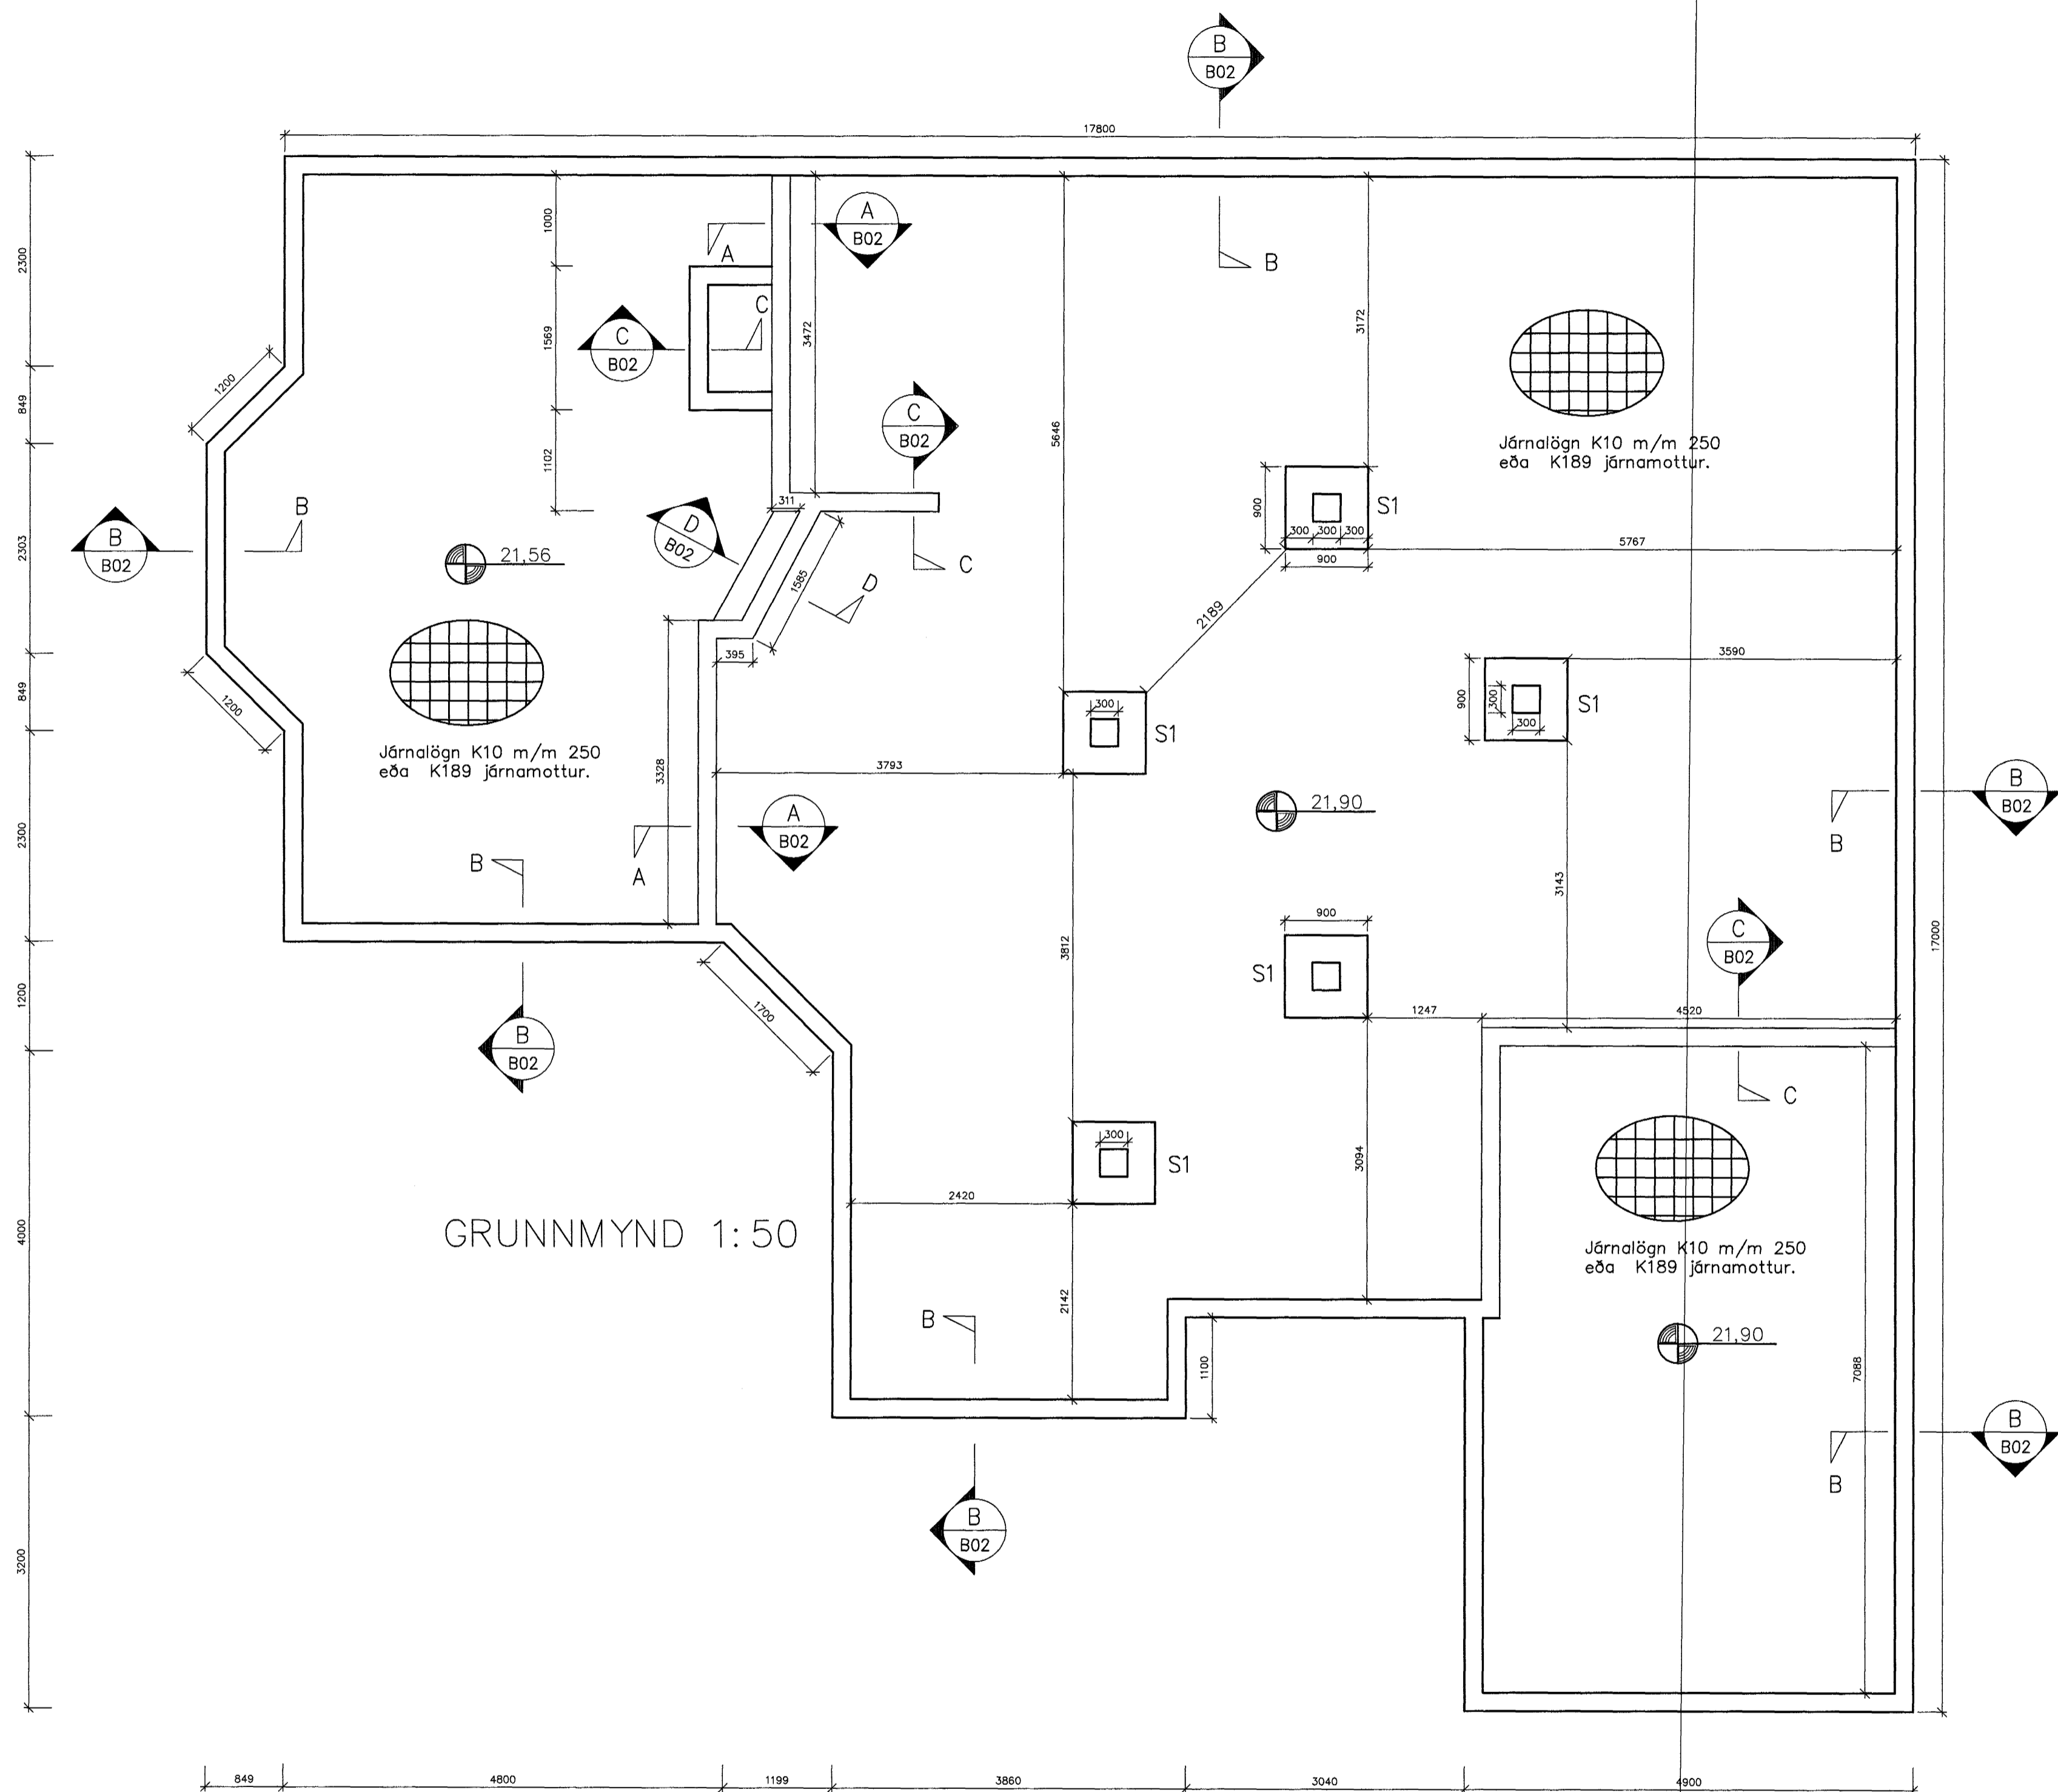 B
B02
17800
2300
849
2303
849
2300
1200
4000
3200
1200
1200
1000
1569
1102
A
A
B02
C
B02
C
3472
C
B02
C
311
D
B02
D
1585
395
B
B02
B
21,56
Járnalögn K10 m/m 250
eða K189 járnamottur.
3328
A
A
B02
B
B
B02
1700
5646
B
3172
Járnalögn K10 m/m 250
eða K189 járnamottur.
900
300 300 300
900
S1
5767
2189
300
S1
3793
3590
900
300
300
S1
21,90
3143
B
B
B02
17000
3812
900
S1
1247
4520
C
B02
C
300
S1
2420
3094
2142
1100
GRUNNMYND 1:50
Járnalögn K10 m/m 250
eða K189 járnamottur.
21,90
7088
B
B
B02
B
B
B02
849
4800
1199
3860
3040
4900